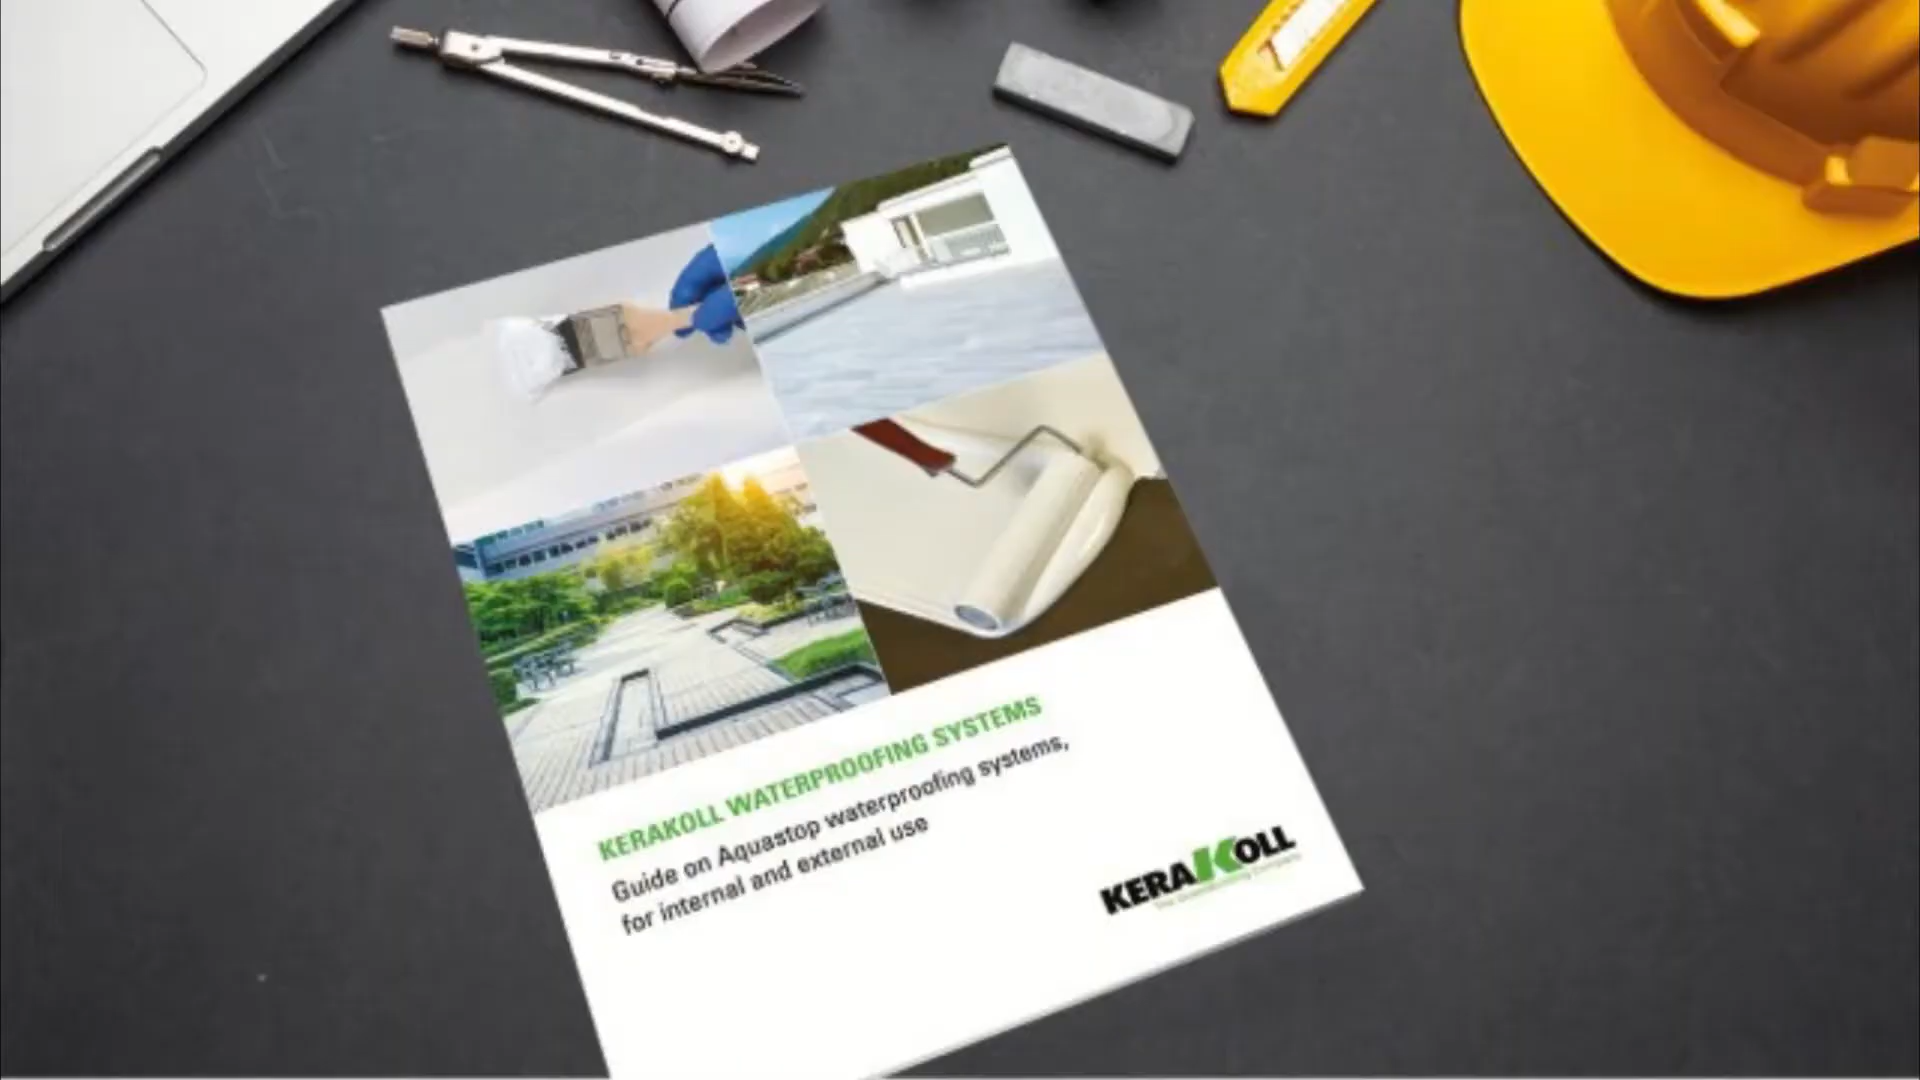 KERAKOLL WATERPROOFING SYSTEMS
Guide on Aquastop waterproofing systems,
for internal and external use
KERAKOLL